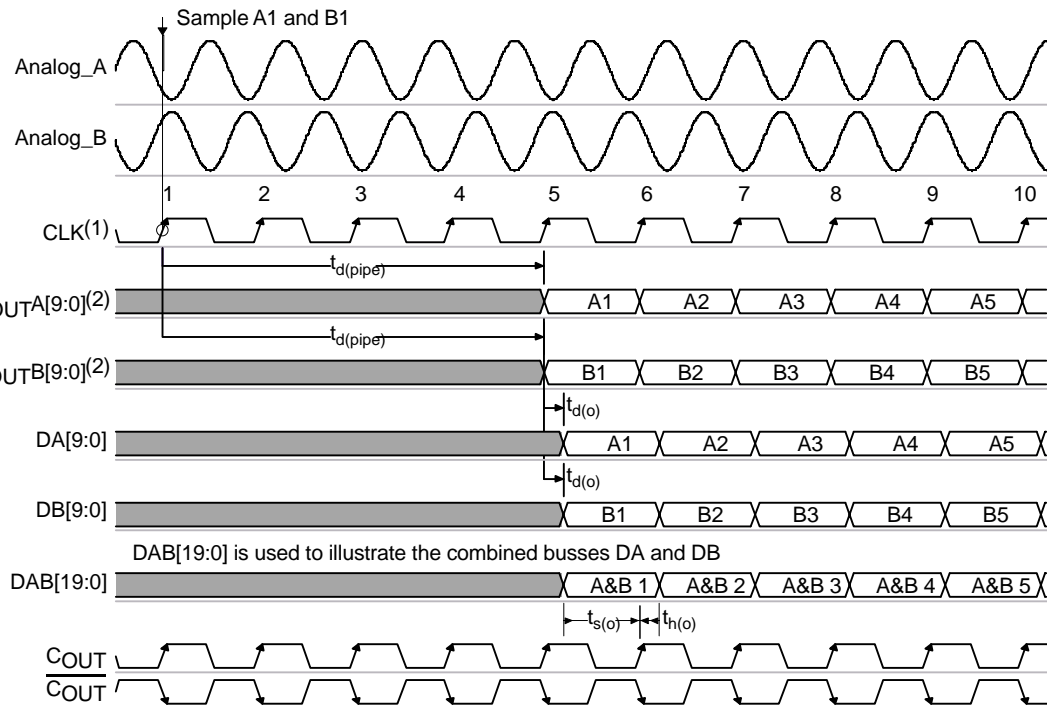 Sample A1 and B1
Analog_A
Analog_B
1 2 3 4 5 6 7 8 9 10
CLK(1)
td(pipe)
OUTA[9:0](2)
A1 A2 A3 A4 A5
td(pipe)
OUTB[9:0](2)
B1 B2 B3 B4 B5
td(o)
DA[9:0]
A1 A2 A3 A4 A5
td(o)
DB[9:0]
B1 B2 B3 B4 B5
DAB[19:0] is used to illustrate the combined busses DA and DB
DAB[19:0]
A&B 1 A&B 2 A&B 3 A&B 4 A&B 5
ts(o) th(o)
COUT
COUT